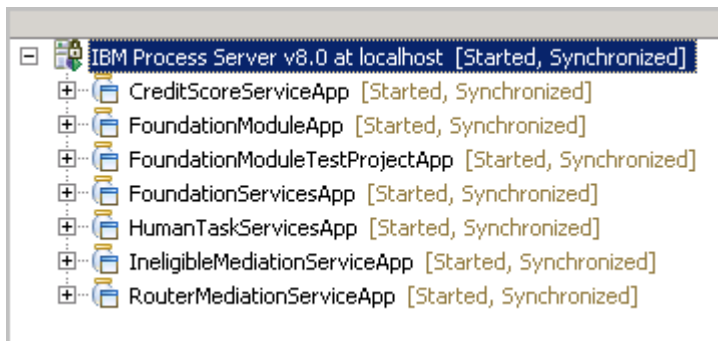 IBM Process Server v8.0 at localhost [Started, Synchronized]
CreditScoreServiceApp [Started, Synchronized]
FoundationModuleApp [Started, Synchronized]
FoundationModuleTestProjectApp [Started, Synchronized]
FoundationServicesApp [Started, Synchronized]
HumanTaskServicesApp [Started, Synchronized]
IneligibleMediationServiceApp [Started, Synchronized]
RouterMediationServiceApp [Started, Synchronized]